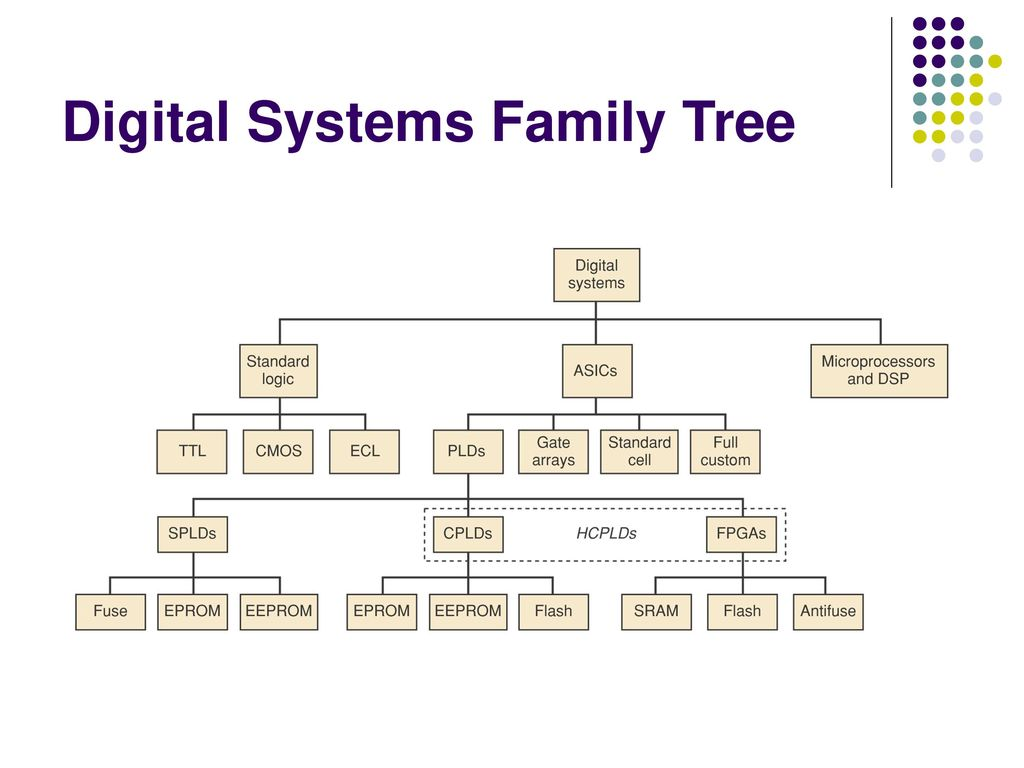 Digital Systems Family Tree
Digital
systems
Standard
logic
ASICs
Microprocessors
and DSP
TTL
CMOS
ECL
PLDs
Gate
arrays
Standard
cell
Full
custom
SPLDs
CPLDs
HCPLDs
FPGAs
Fuse
EPROM
EEPROM
EPROM
EEPROM
Flash
SRAM
Flash
Antifuse